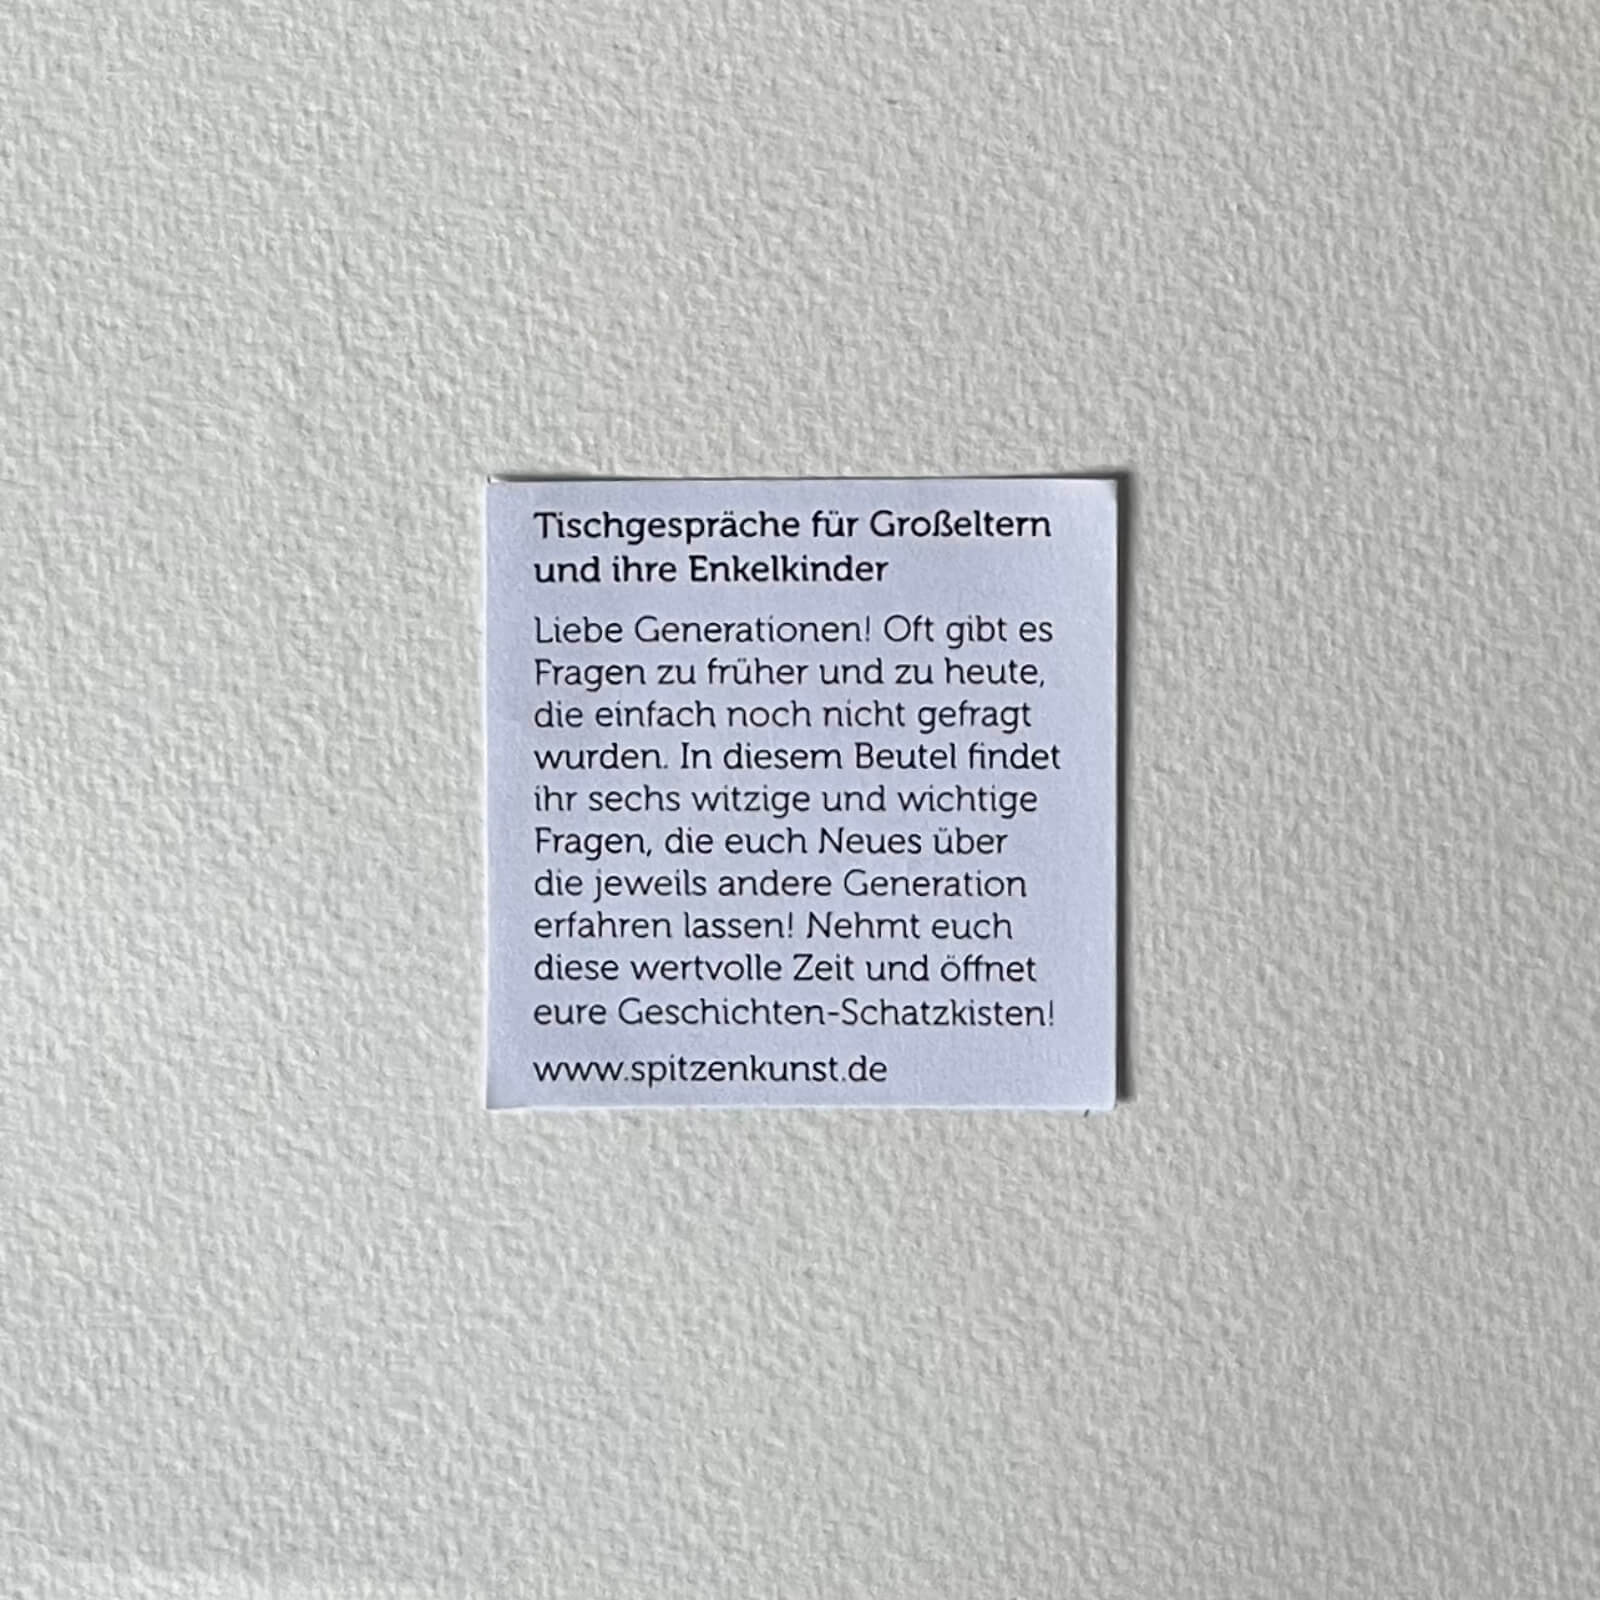 Tischgespräche für Großeltern
und ihre Enkelkinder
Liebe Generationen! Oft gibt es
Fragen zu früher und zu heute,
die einfach noch nicht gefragt
wurden. In diesem Beutel findet
ihr sechs witzige und wichtige
Fragen, die euch Neues über
die jeweils andere Generation
erfahren lassen! Nehmt euch
diese wertvolle Zeit und öffnet
eure Geschichten-Schatzkisten!
www.spitzenkunst.de